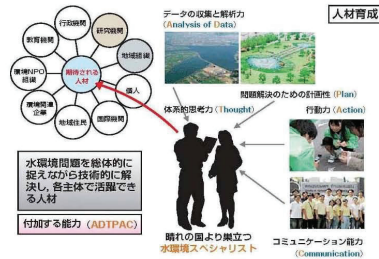 人材育成
データの収集と解析力
(Analysis of Data)
行政機関
研究機関
教育機関
地域組織
環境NPO
組織
期待される
人材
個人
環境関連
企業
地域住民
国際機関
問題解決のための計画性 (Plan)
体系的思考力 (Thought)
行動力 (Action)
水環境問題を総体的に
捉えながら技術的に解
決し、各主体で活躍でき
る人材
付加する能力 (ADTPAC)
晴れの国より巣立つ
水環境スペシャリスト
コミュニケーション能力
(Communication)